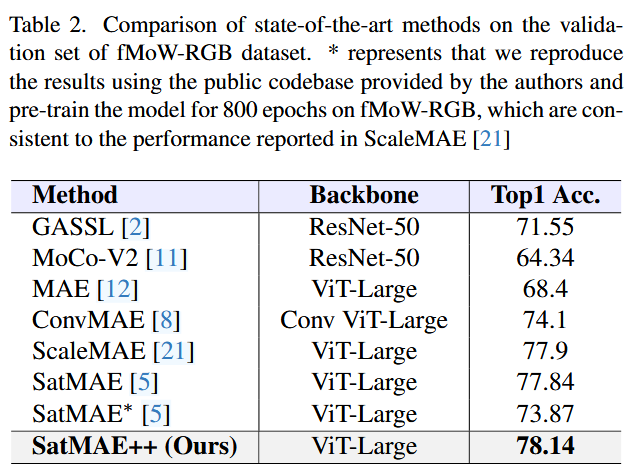 Table 2. Comparison of state-of-the-art methods on the valida-
tion set of fMoW-RGB dataset. * represents that we reproduce
the results using the public codebase provided by the authors and
pre-train the model for 800 epochs on fMoW-RGB, which are con-
sistent to the performance reported in ScaleMAE [21]
Method Backbone Top1 Acc.
GASSL [2] ResNet-50 71.55
MoCo-V2 [11] ResNet-50 64.34
MAE [12] ViT-Large 68.4
ConvMAE [8] Conv ViT-Large 74.1
ScaleMAE [21] ViT-Large 77.9
SatMAE [5] ViT-Large 77.84
SatMAE* [5] ViT-Large 73.87
SatMAE++ (Ours) ViT-Large 78.14